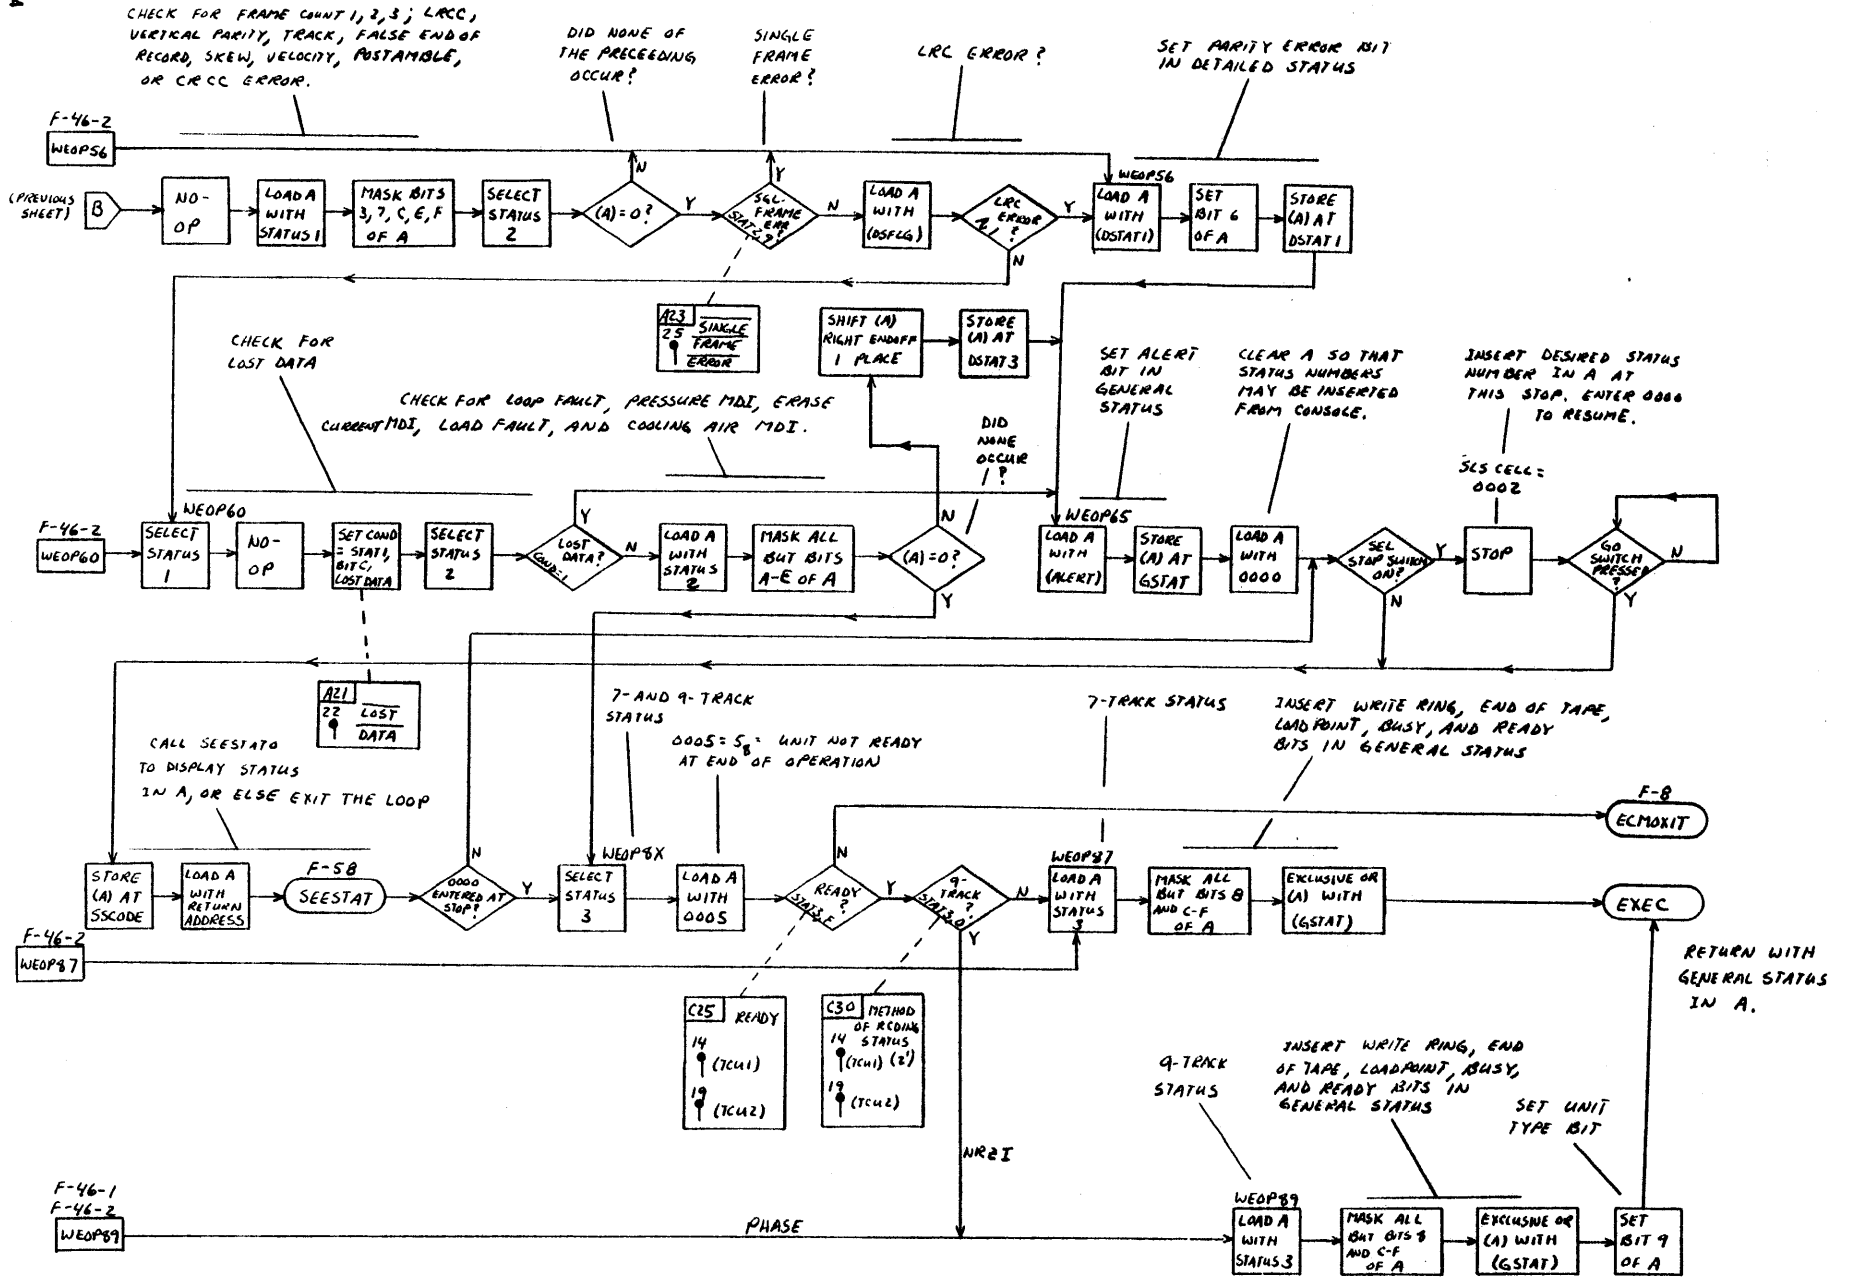 CHECK FOR FRAME COUNT 1, 2, 3; LRCC,
VERTICAL PARITY, TRACK, FALSE END OF
RECORD, SKEW, VELOCITY, POSTAMBLE,
OR CRCC ERROR.
DID NONE OF
THE PRECEEDING
OCCUR?
SINGLE
FRAME
ERROR?
LRC ERROR?
SET PARITY ERROR BIT
IN DETAILED STATUS
F-46-2
WEOP56
(PREVIOUS
SHEET)
B
NO-
OP
LOAD A
WITH
STATUS 1
MASK BITS
3, 7, C, E, F
OF A
SELECT
STATUS
2
(A)=0?
N
Y
SGL-
FRAME
ERR?
STAT2,9
Y
N
LOAD A
WITH
(DSFLG)
LRC
ERROR
?
Y
N
WEOP56
LOAD A
WITH
(DSTAT1)
SET
BIT 6
OF A
STORE
(A) AT
DSTAT1
A23
25
SINGLE
FRAME
ERROR
SHIFT (A)
RIGHT ENDOFF
1 PLACE
STORE
(A) AT
DSTAT3
CHECK FOR
LOST DATA
CHECK FOR LOOP FAULT, PRESSURE MDI, ERASE
CURRENT MDI, LOAD FAULT, AND COOLING AIR MDI.
DID
NONE
OCCUR
?
SET ALERT
BIT IN
GENERAL
STATUS
CLEAR A SO THAT
STATUS NUMBERS
MAY BE INSERTED
FROM CONSOLE.
INSERT DESIRED STATUS
NUMBER IN A AT
THIS STOP. ENTER 0000
TO RESUME.
SLS CELL=
0002
F-46-2
WEOP60
WEOP60
SELECT
STATUS
1
NO-
OP
SET COND
= STAT1,
BIT C,
LOST DATA
SELECT
STATUS
2
LOST
DATA?
COND=1
Y
N
LOAD A
WITH
STATUS
2
MASK ALL
BUT BITS
A-E OF A
(A)=0?
N
Y
WEOP65
LOAD A
WITH
(ALERT)
STORE
(A) AT
GSTAT
LOAD A
WITH
0000
SEL
STOP SWITCH
ON?
Y
N
STOP
GO
SWITCH
PRESSED
?
N
Y
A21
22
LOST
DATA
CALL SEESTATO
TO DISPLAY STATUS
IN A, OR ELSE EXIT THE LOOP
7- AND 9- TRACK
STATUS
0005 = 5₈ = UNIT NOT READY
AT END OF OPERATION
7-TRACK STATUS
INSERT WRITE RING, END OF TAPE,
LOADPOINT, BUSY, AND READY
BITS IN GENERAL STATUS
F-8
ECMOXIT
STORE
(A) AT
SSCODE
LOAD A
WITH
RETURN
ADDRESS
F-58
SEESTAT
0000
ENTERED AT
STOP?
N
Y
WEOP8X
SELECT
STATUS
3
LOAD A
WITH
0005
READY
?
STAT3,F
N
Y
9-
TRACK
?
STAT3,0
N
Y
WEOP87
LOAD A
WITH
STATUS
3
MASK ALL
BUT BITS 8
AND C-F
OF A
EXCLUSIVE OR
(A) WITH
(GSTAT)
EXEC
F-46-2
WEOP87
C25
READY
14
(TCU1)
19
(TCU2)
C30
METHOD
OF RCDING
STATUS
14
(TCU1) (2')
19
(TCU2)
RETURN WITH
GENERAL STATUS
IN A.
9-TRACK
STATUS
INSERT WRITE RING, END
OF TAPE, LOADPOINT, BUSY,
AND READY BITS IN
GENERAL STATUS
SET UNIT
TYPE BIT
NRZI
F-46-1
F-46-2
WEOP89
PHASE
WEOP89
LOAD A
WITH
STATUS 3
MASK ALL
BUT BITS 8
AND C-F
OF A
EXCLUSIVE OR
(A) WITH
(GSTAT)
SET
BIT 9
OF A